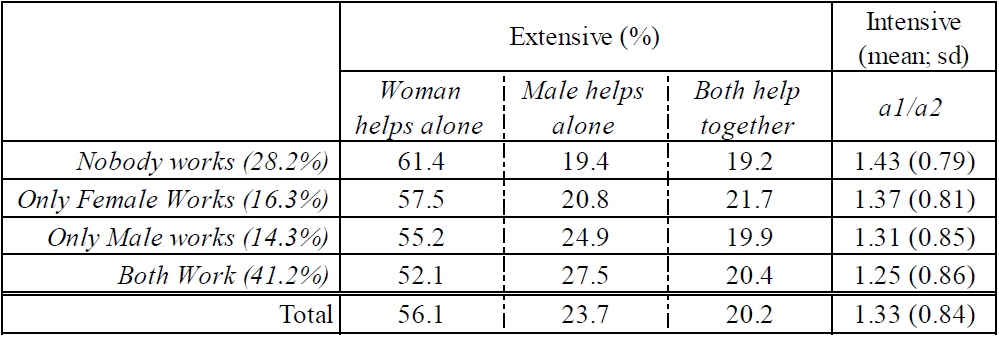 Extensive (%)
Intensive
(mean; sd)
Woman
helps alone
Male helps
alone
Both help
together
a1/a2
Nobody works (28.2%) 61.4 19.4 19.2 1.43 (0.79)
Only Female Works (16.3%) 57.5 20.8 21.7 1.37 (0.81)
Only Male works (14.3%) 55.2 24.9 19.9 1.31 (0.85)
Both Work (41.2%) 52.1 27.5 20.4 1.25 (0.86)
Total 56.1 23.7 20.2 1.33 (0.84)